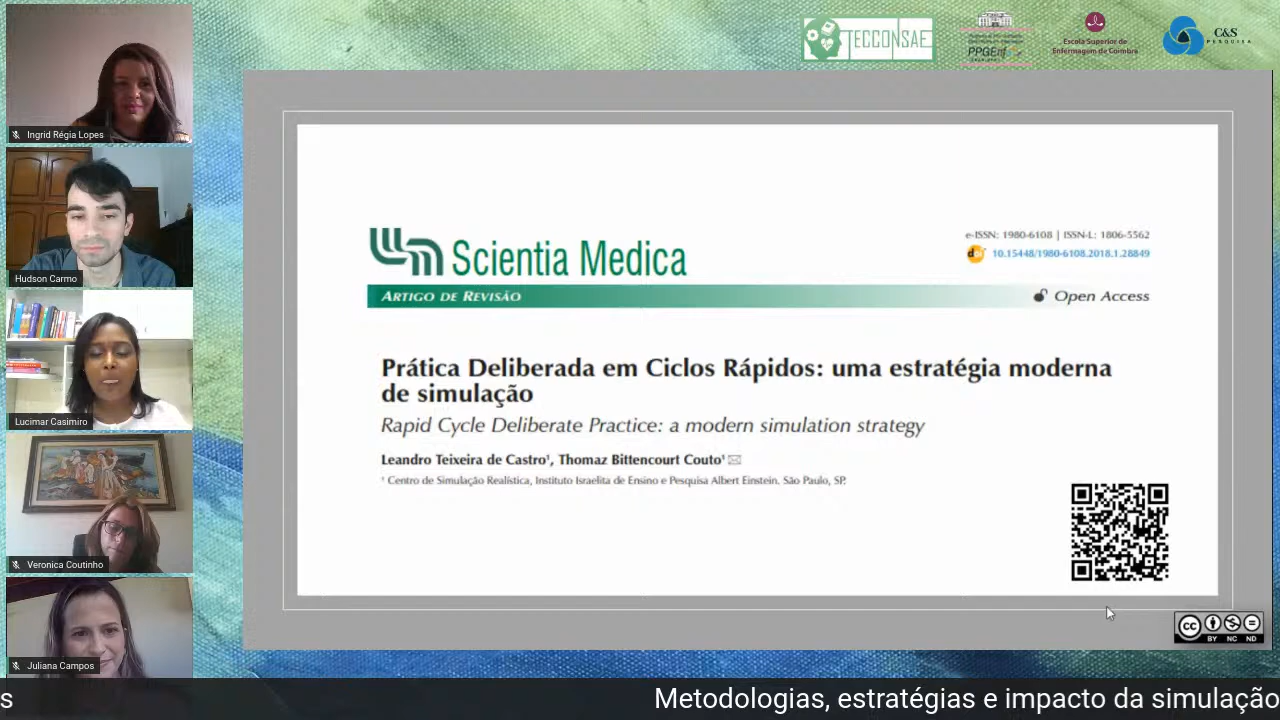 TECCONSAE
PPGEnf
Escola Superior de
Enfermagem de Coimbra
C&S
PESQUISA
Ingrid Régia Lopes
Hudson Carmo
Lucimar Casimiro
Veronica Coutinho
Juliana Campos
Scientia Medica
e-ISSN: 1980-6108 | ISSN-L: 1806-5562
10.15448/1980-6108.2018.1.28849
Artigo de Revisão
Open Access
Prática Deliberada em Ciclos Rápidos: uma estratégia moderna
de simulação
Rapid Cycle Deliberate Practice: a modern simulation strategy
Leandro Teixeira de Castro¹, Thomaz Bittencourt Couto¹
¹ Centro de Simulação Realística, Instituto Israelita de Ensino e Pesquisa Albert Einstein. São Paulo, SP.
CC BY NC ND
s
Metodologias, estratégias e impacto da simulação